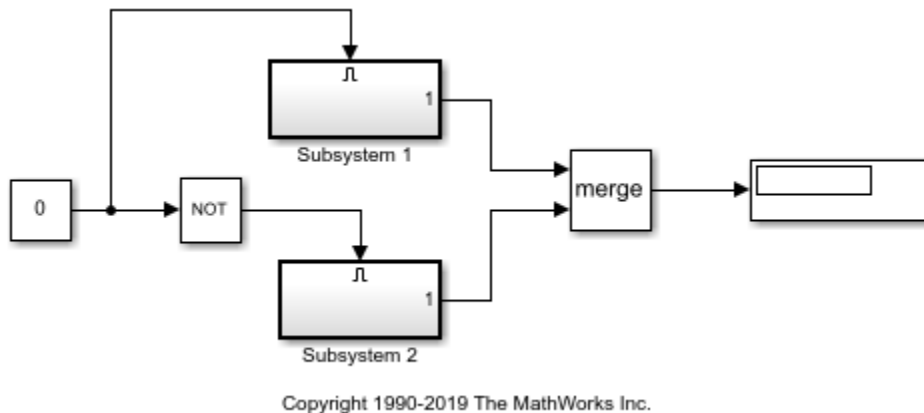 1
Subsystem 1
0
NOT
merge
1
Subsystem 2
Copyright 1990-2019 The MathWorks Inc.